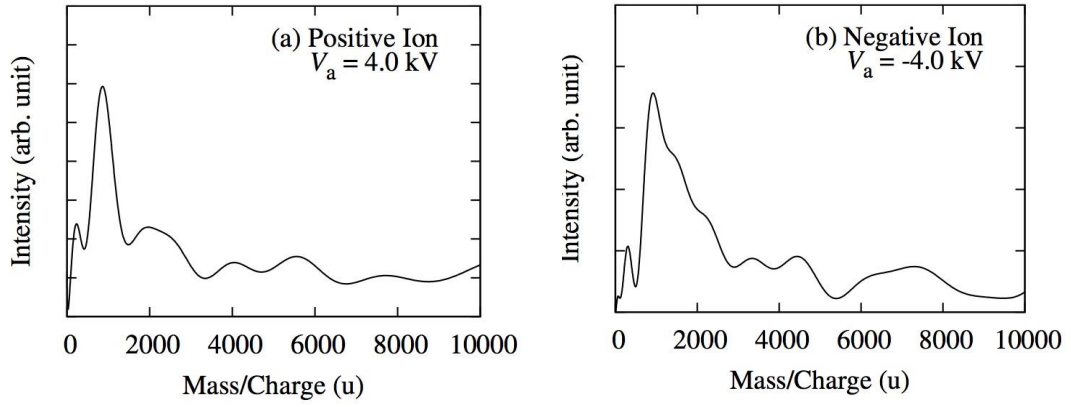 (a) Positive Ion
Va = 4.0 kV
Intensity (arb. unit)
0 2000 4000 6000 8000 10000
Mass/Charge (u)
(b) Negative Ion
Va = -4.0 kV
Intensity (arb. unit)
0 2000 4000 6000 8000 10000
Mass/Charge (u)